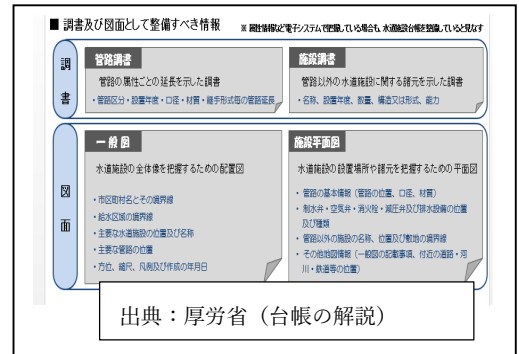 ■ 調書及び図面として整備すべき情報 ※ 属性情報など電子システムで把握している場合も、水道施設台帳を整備していると見なす
調書
管路調書
管路の属性ごとの延長を示した調書
・管路区分・設置年度・口径・材質・継手形式毎の管路延長
施設調書
管路以外の水道施設に関する諸元を示した調書
・名称、設置年度、数量、構造又は形式、能力
図面
一般図
水道施設の全体像を把握するための配置図
・市区町村名とその境界線
・給水区域の境界線
・主要な水道施設の位置及び名称
・主要な管路の位置
・方位、縮尺、凡例及び作成の年月日
施設平面図
水道施設の設置場所や諸元を把握するための平面図
・管路の基本情報（管路の位置、口径、材質）
・制水弁・空気弁・消火栓・減圧弁及び排水設備の位置
及び種類
・管路以外の施設の名称、位置及び敷地の境界線
・その他地図情報（一般図の記載事項、付近の道路・河
川・鉄道等の位置）
出典：厚労省（台帳の解説）